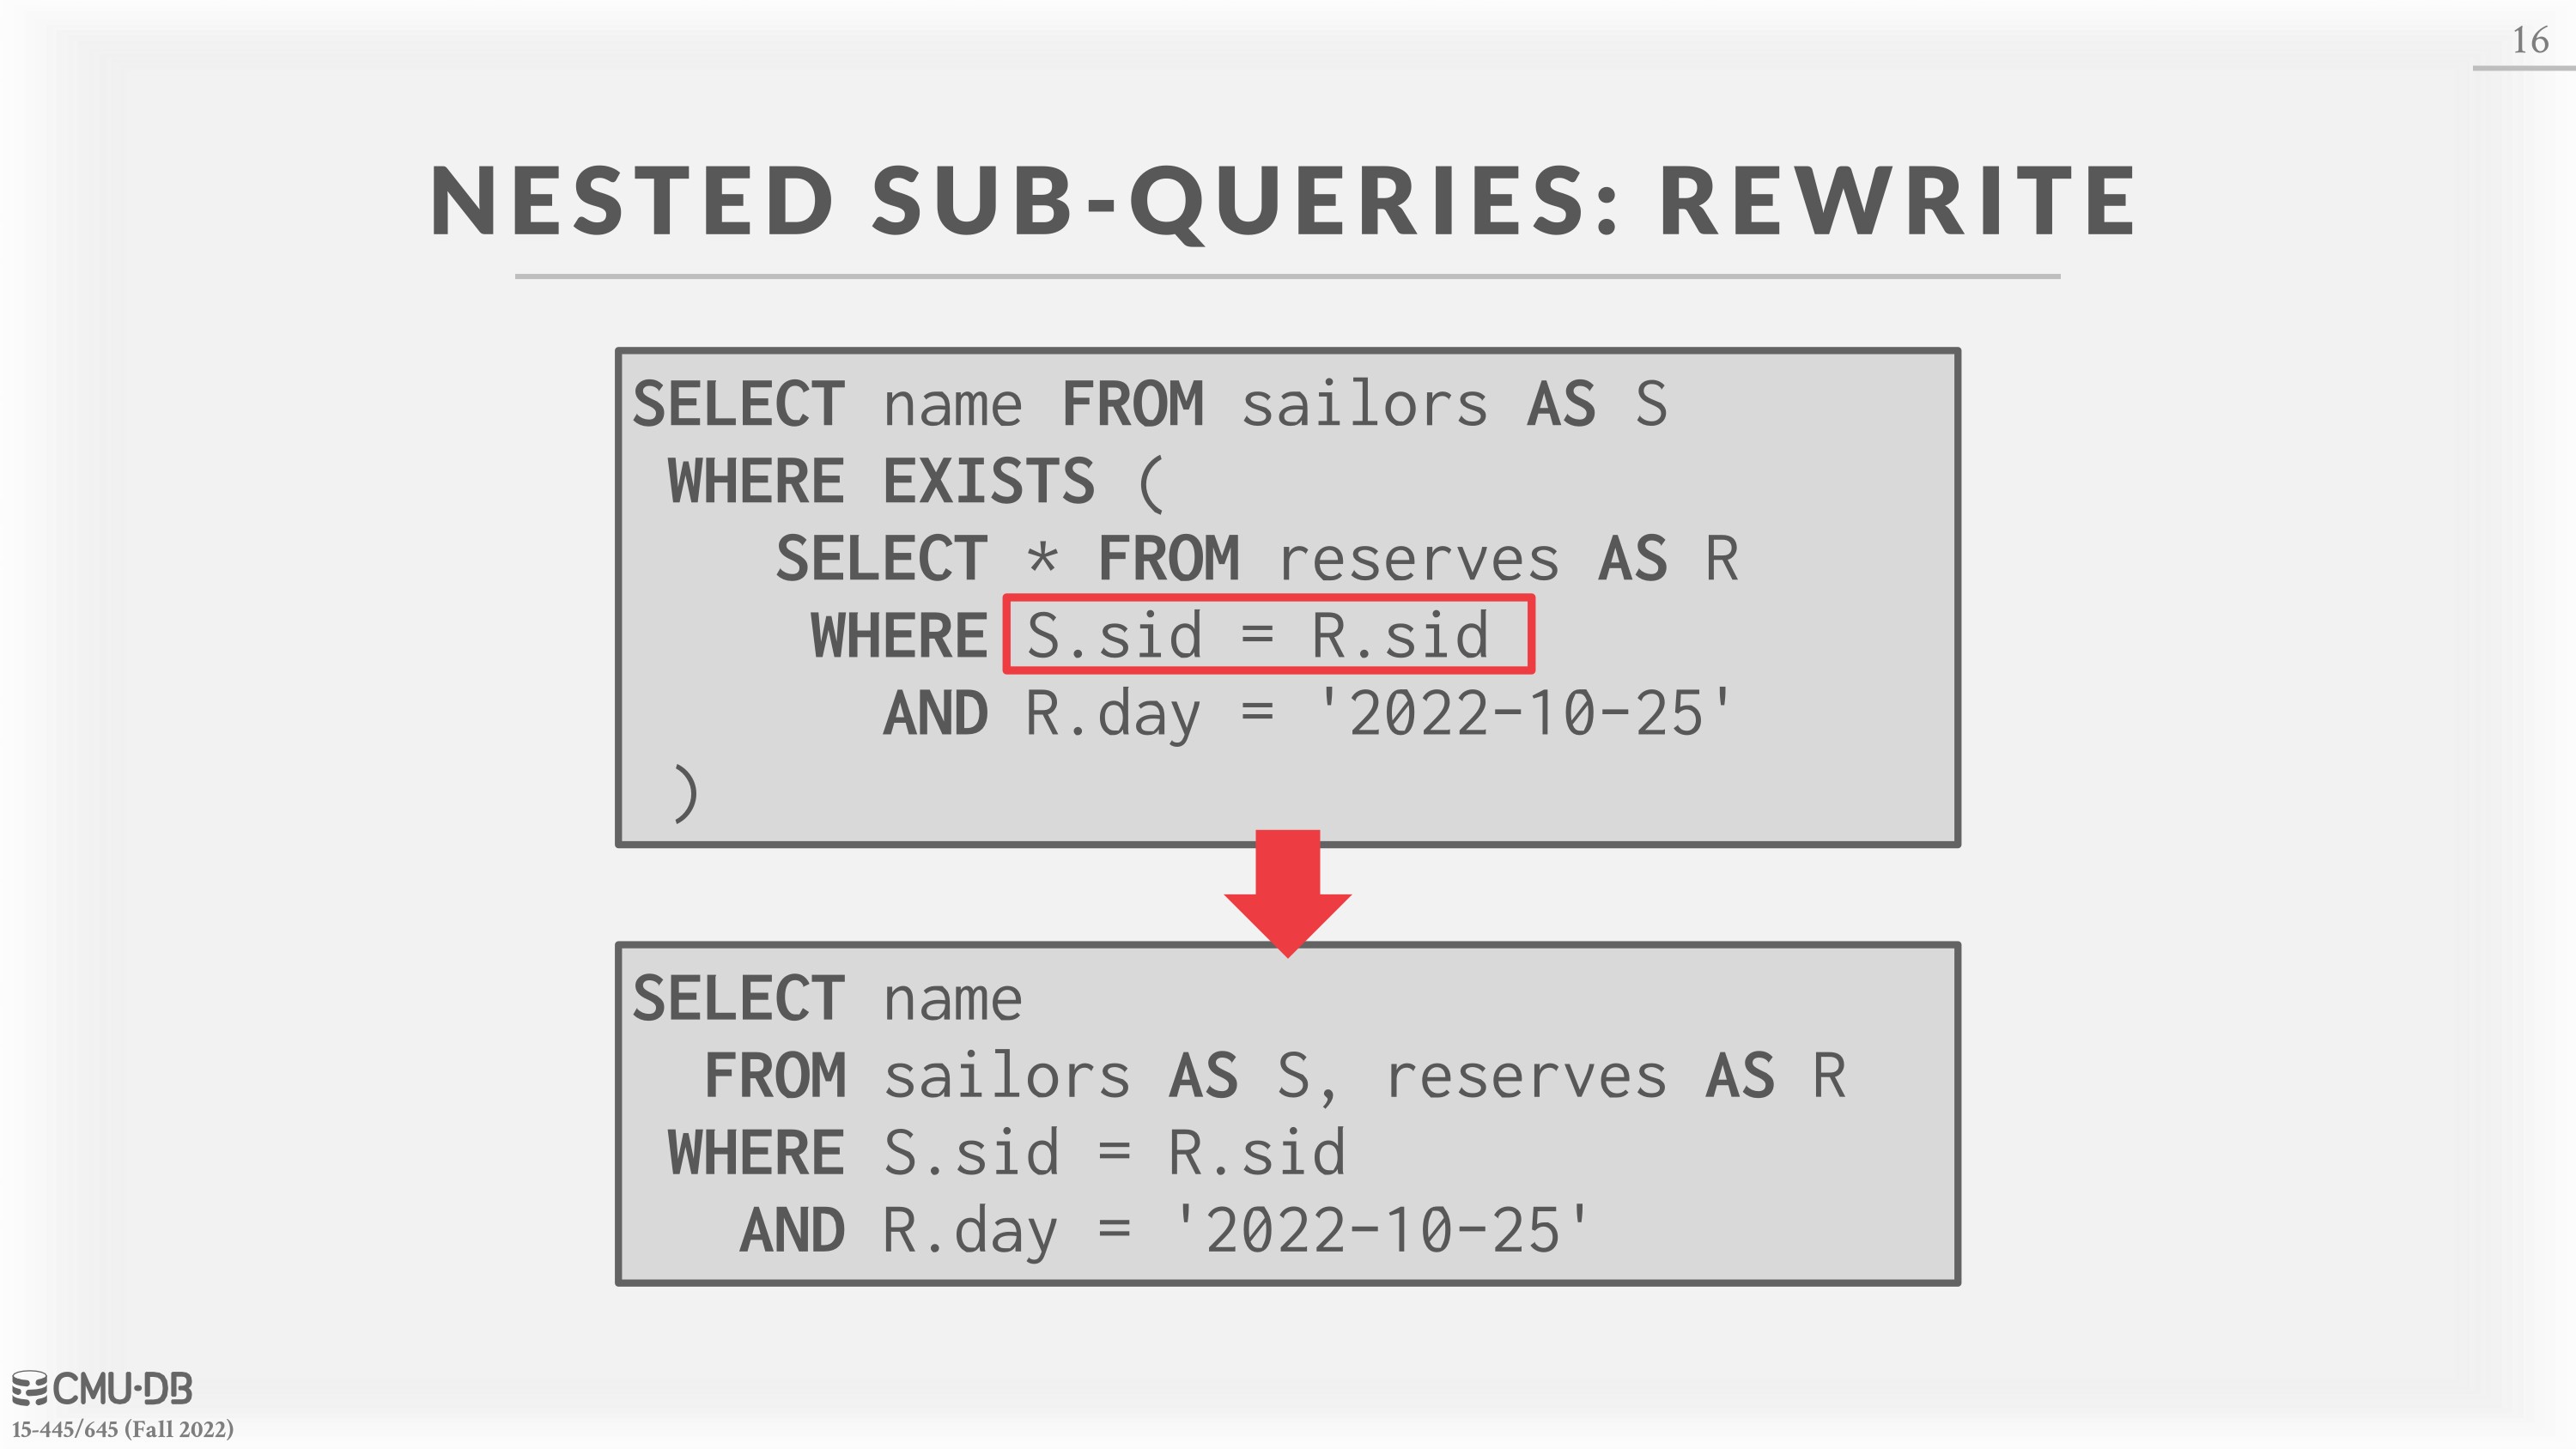 16
NESTED SUB-QUERIES: REWRITE
SELECT name FROM sailors AS S
WHERE EXISTS (
SELECT * FROM reserves AS R
WHERE S.sid = R.sid
AND R.day = '2022-10-25'
)
SELECT name
FROM sailors AS S, reserves AS R
WHERE S.sid = R.sid
AND R.day = '2022-10-25'
CMU·DB
15-445/645 (Fall 2022)